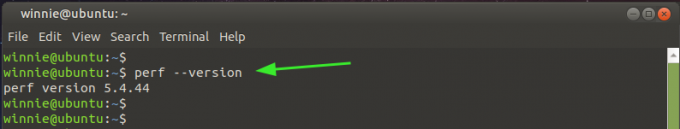 winnie@ubuntu: ~
File Edit View Search Terminal Help
winnie@ubuntu:~$
winnie@ubuntu:~$ perf --version
perf version 5.4.44
winnie@ubuntu:~$
winnie@ubuntu:~$